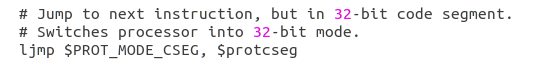 # Jump to next instruction, but in 32-bit code segment.
# Switches processor into 32-bit mode.
ljmp $PROT_MODE_CSEG, $protcseg